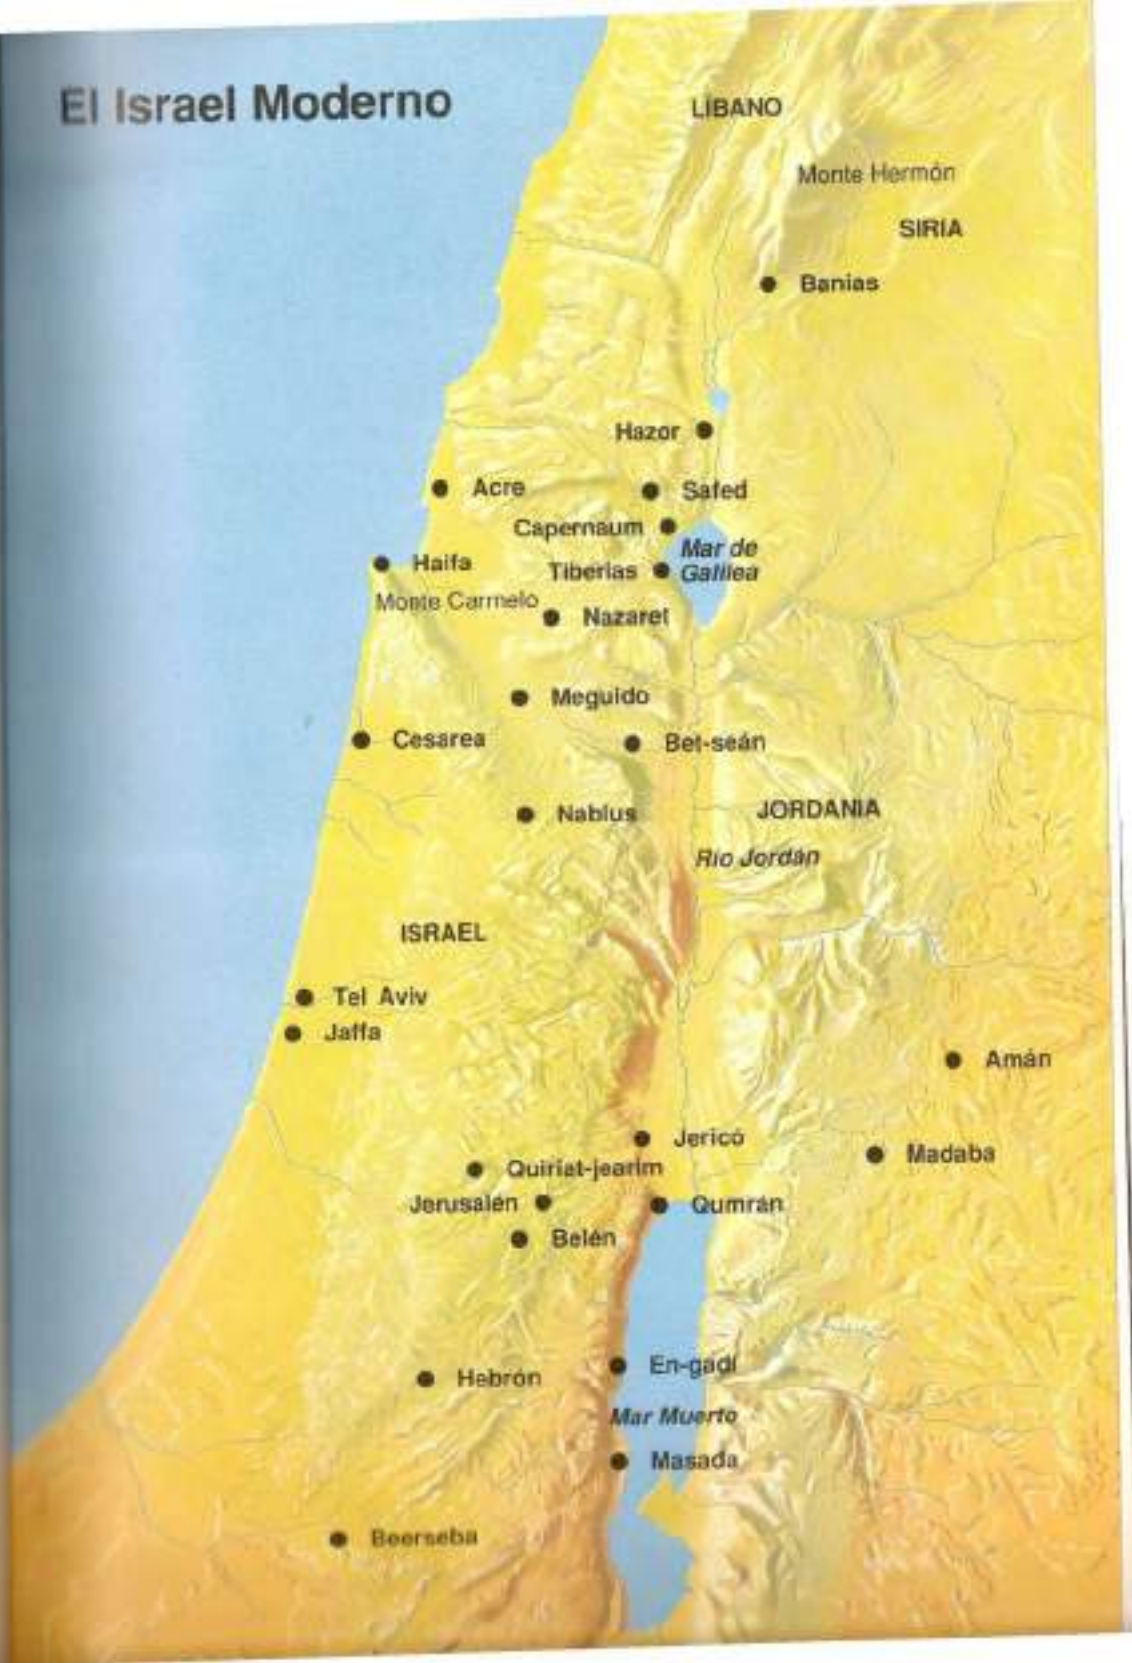 El Israel Moderno
LIBANO
Monte Hermón
SIRIA
Banias
Hazor
Acre
Safed
Capernaum
Mar de
Galilea
Haifa
Tiberias
Monte Carmelo
Nazaret
Meguido
Cesarea
Bet-seán
Nablus
JORDANIA
Río Jordán
ISRAEL
Tel Aviv
Jaffa
Amán
Jericó
Madaba
Quiriat-jearim
Jerusalén
Qumrán
Belén
En-gadi
Hebrón
Mar Muerto
Masada
Beerseba